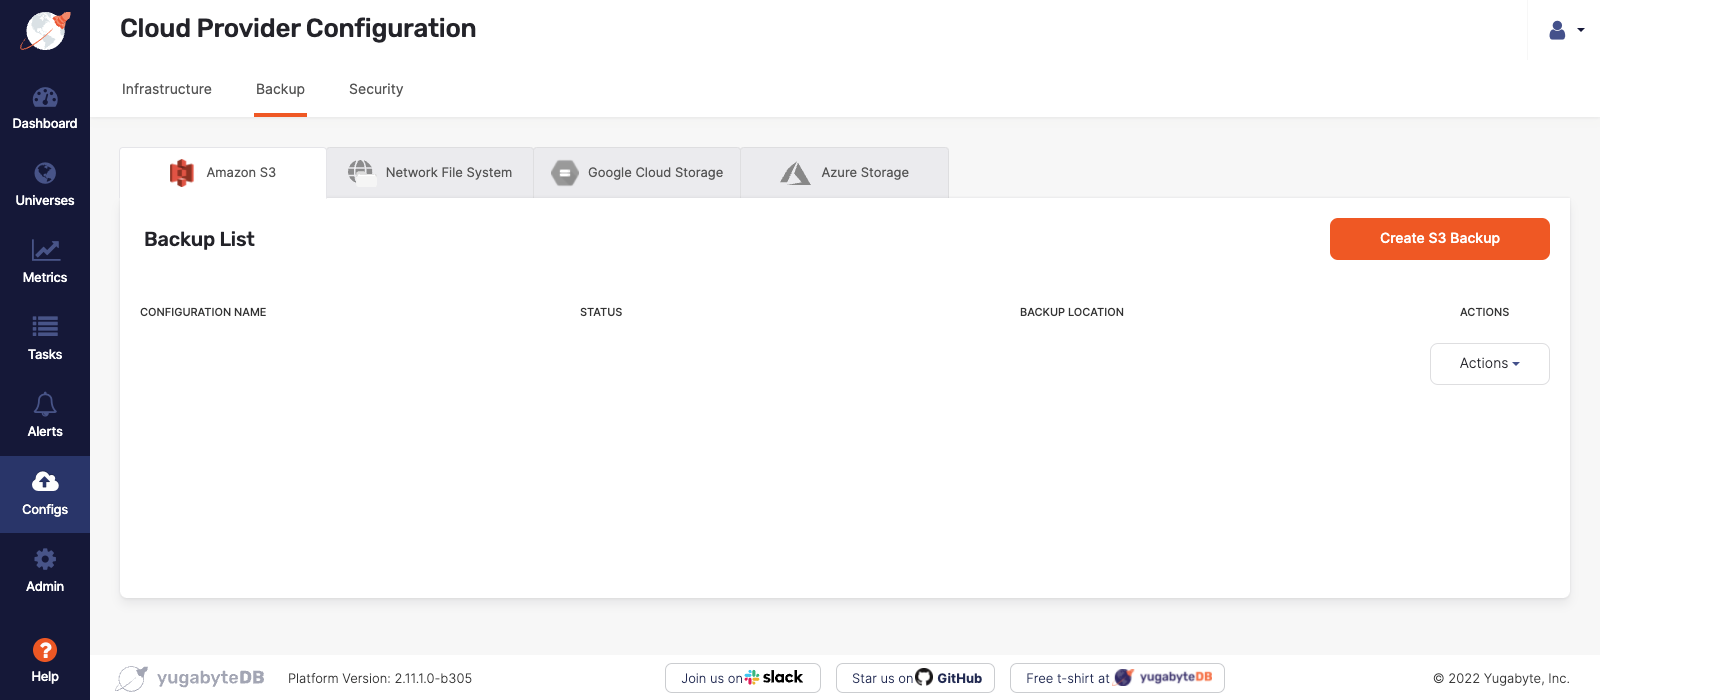 Cloud Provider Configuration
Infrastructure Backup Security
Dashboard
Universes
Metrics
Tasks
Alerts
Configs
Admin
Help
Amazon S3 Network File System Google Cloud Storage Azure Storage
Backup List Create S3 Backup
CONFIGURATION NAME STATUS BACKUP LOCATION ACTIONS
Actions
yugabyteDB Platform Version: 2.11.1.0-b305 Join us on slack Star us on GitHub Free t-shirt at yugabyteDB © 2022 Yugabyte, Inc.